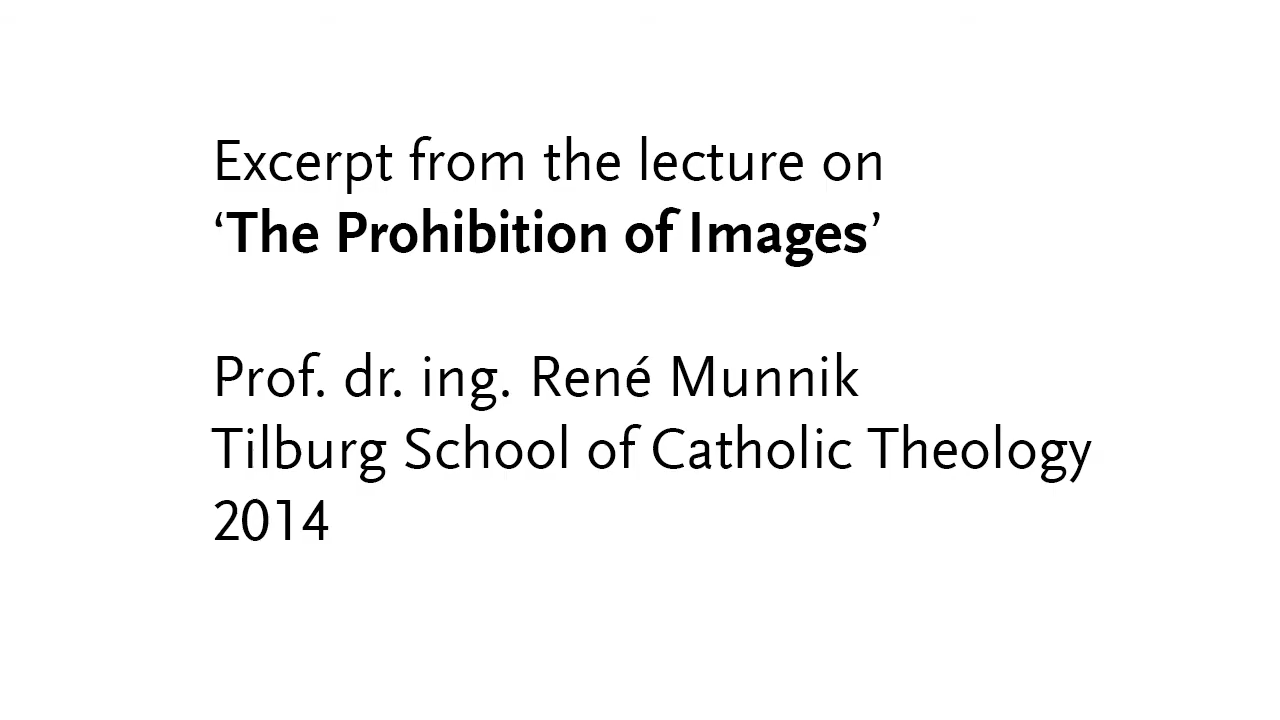 Excerpt from the lecture on
‘The Prohibition of Images’
Prof. dr. ing. René Munnik
Tilburg School of Catholic Theology
2014